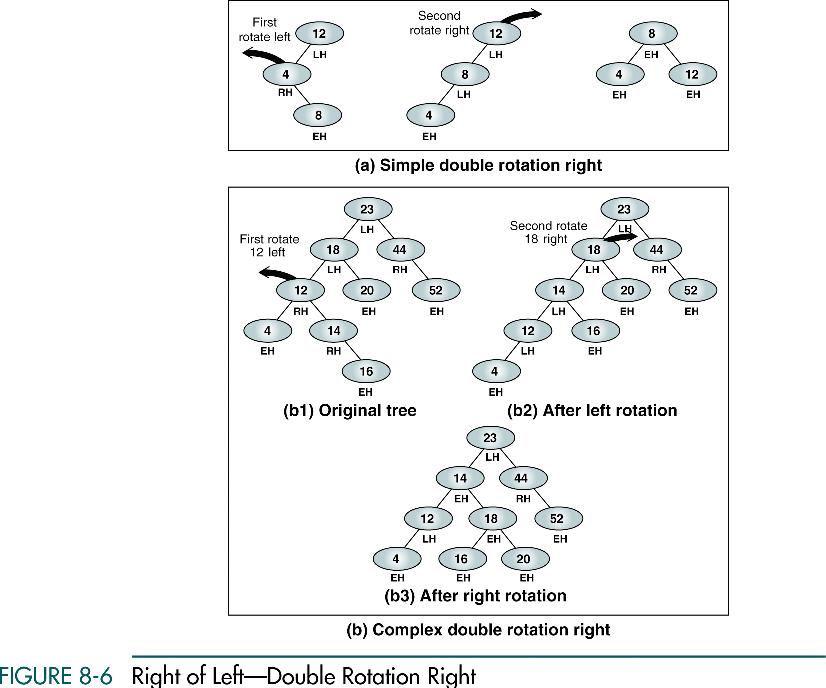 First
rotate left
12
LH
4
RH
8
EH
Second
rotate right
12
LH
8
LH
4
EH
8
EH
4
EH
12
EH
(a) Simple double rotation right
First rotate
12 left
23
LH
18
LH
44
RH
12
RH
20
EH
52
EH
4
EH
14
RH
16
EH
(b1) Original tree
Second rotate
18 right
23
LH
18
LH
44
RH
14
LH
20
EH
52
EH
12
LH
16
EH
4
EH
(b2) After left rotation
23
LH
14
EH
44
RH
12
LH
18
EH
52
EH
4
EH
16
EH
20
EH
(b3) After right rotation
(b) Complex double rotation right
FIGURE 8-6 Right of Left—Double Rotation Right